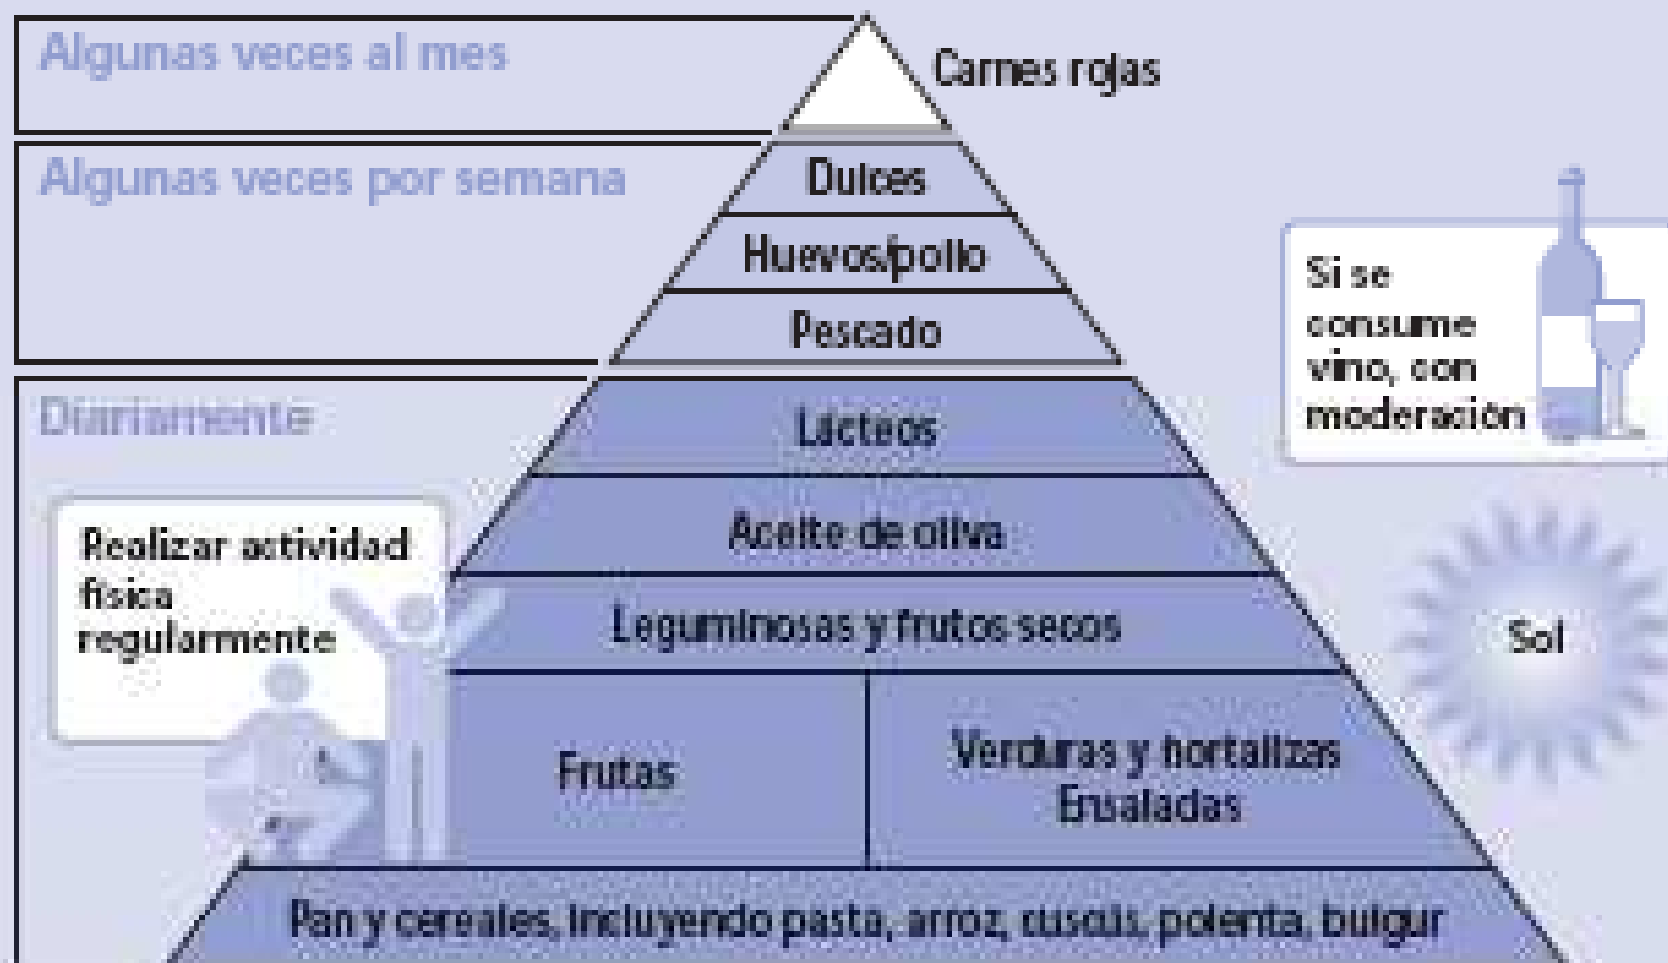 Algunas veces al mes
Carnes rojas
Algunas veces por semana
Dulces
Huevos/pollo
Pescado
Si se
consume
vino, con
moderación
Diariamente
Lácteos
Aceite de oliva
Realizar actividad
física
regularmente
Leguminosas y frutos secos
Sol
Frutas
Verduras y hortalizas
Ensaladas
Pan y cereales, incluyendo pasta, arroz, cuscús, polenta, bulgur